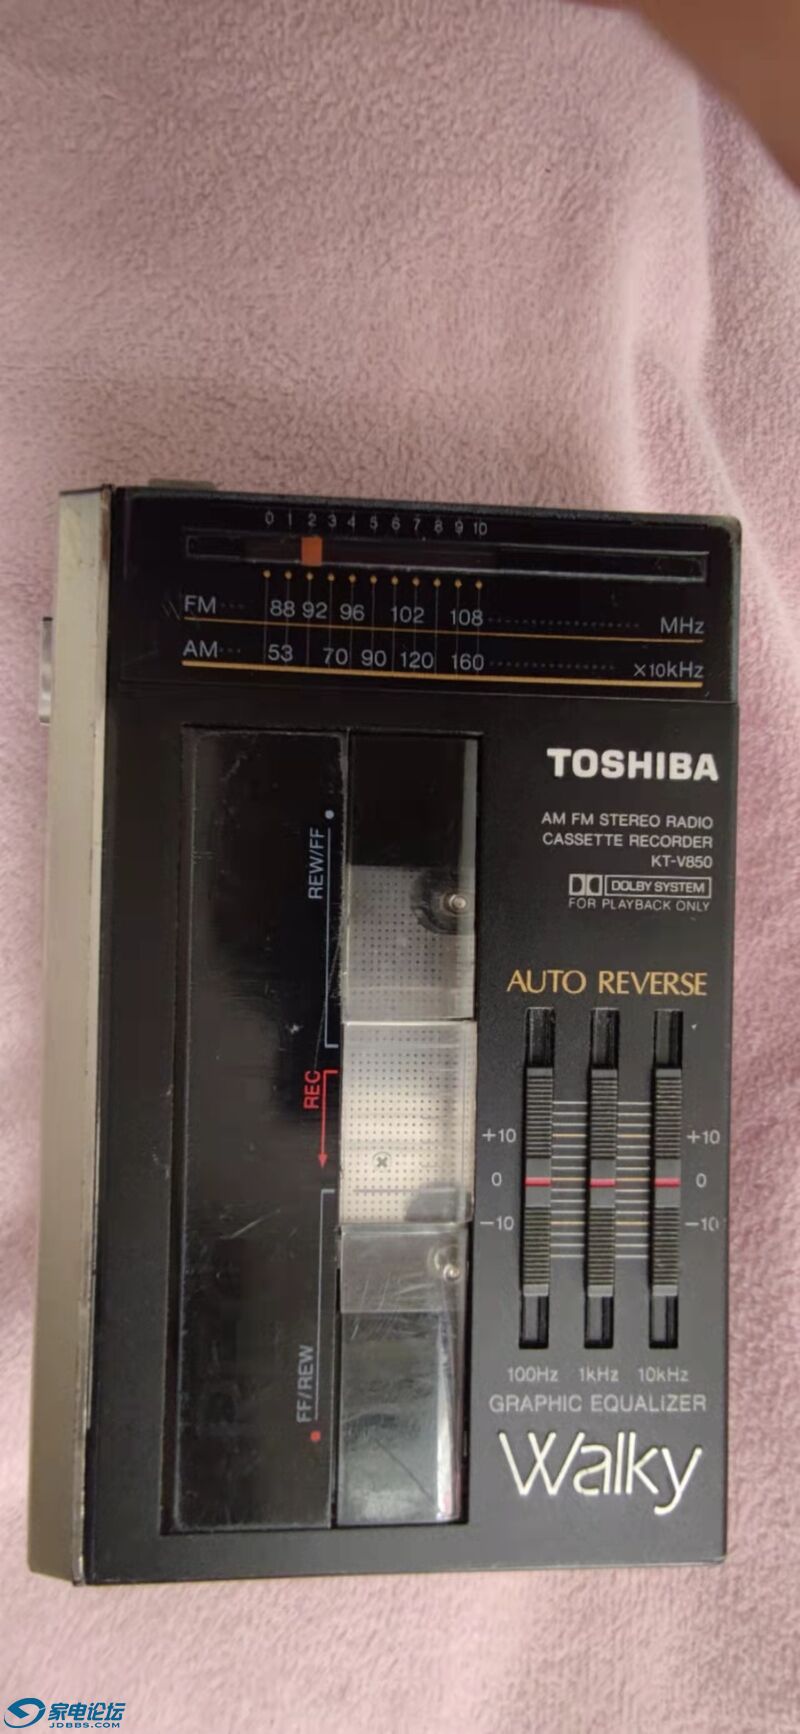 0 1 2 3 4 5 6 7 8 9 10
FM 88 92 96 102 108 MHz
AM 53 70 90 120 160 ×10kHz
TOSHIBA
AM FM STEREO RADIO
CASSETTE RECORDER
KT-V850
DOLBY SYSTEM
FOR PLAYBACK ONLY
AUTO REVERSE
REW/FF
REC
FF/REW
+10 +10
0 0
-10 -10
100Hz 1kHz 10kHz
GRAPHIC EQUALIZER
Walky
家电论坛
JDBBS.COM